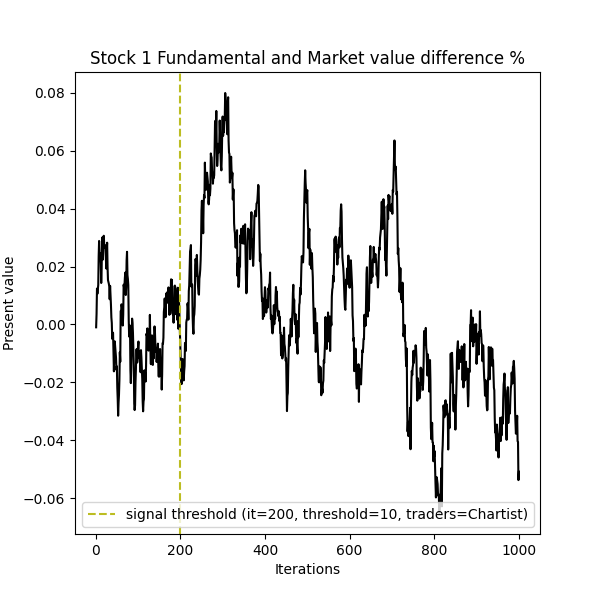 Stock 1 Fundamental and Market value difference %
Present value
0.08
0.06
0.04
0.02
0.00
−0.02
−0.04
−0.06
signal threshold (it=200, threshold=10, traders=Chartist)
0 200 400 600 800 1000
Iterations